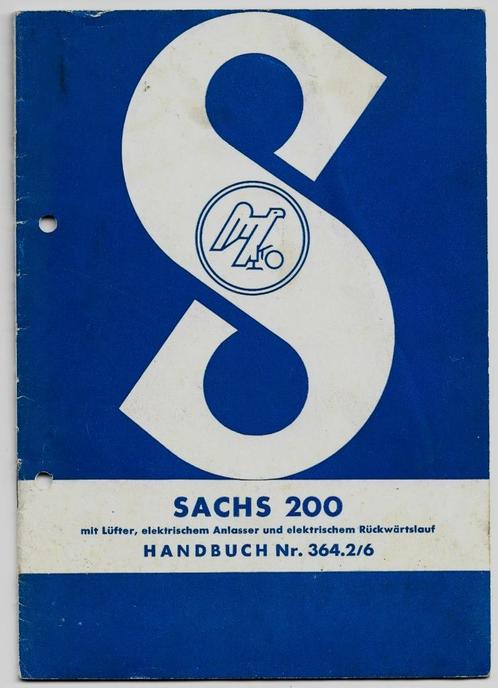 S
SACHS 200
mit Lüfter, elektrischem Anlasser und elektrischem Rückwärtslauf
HANDBUCH Nr. 364.2/6